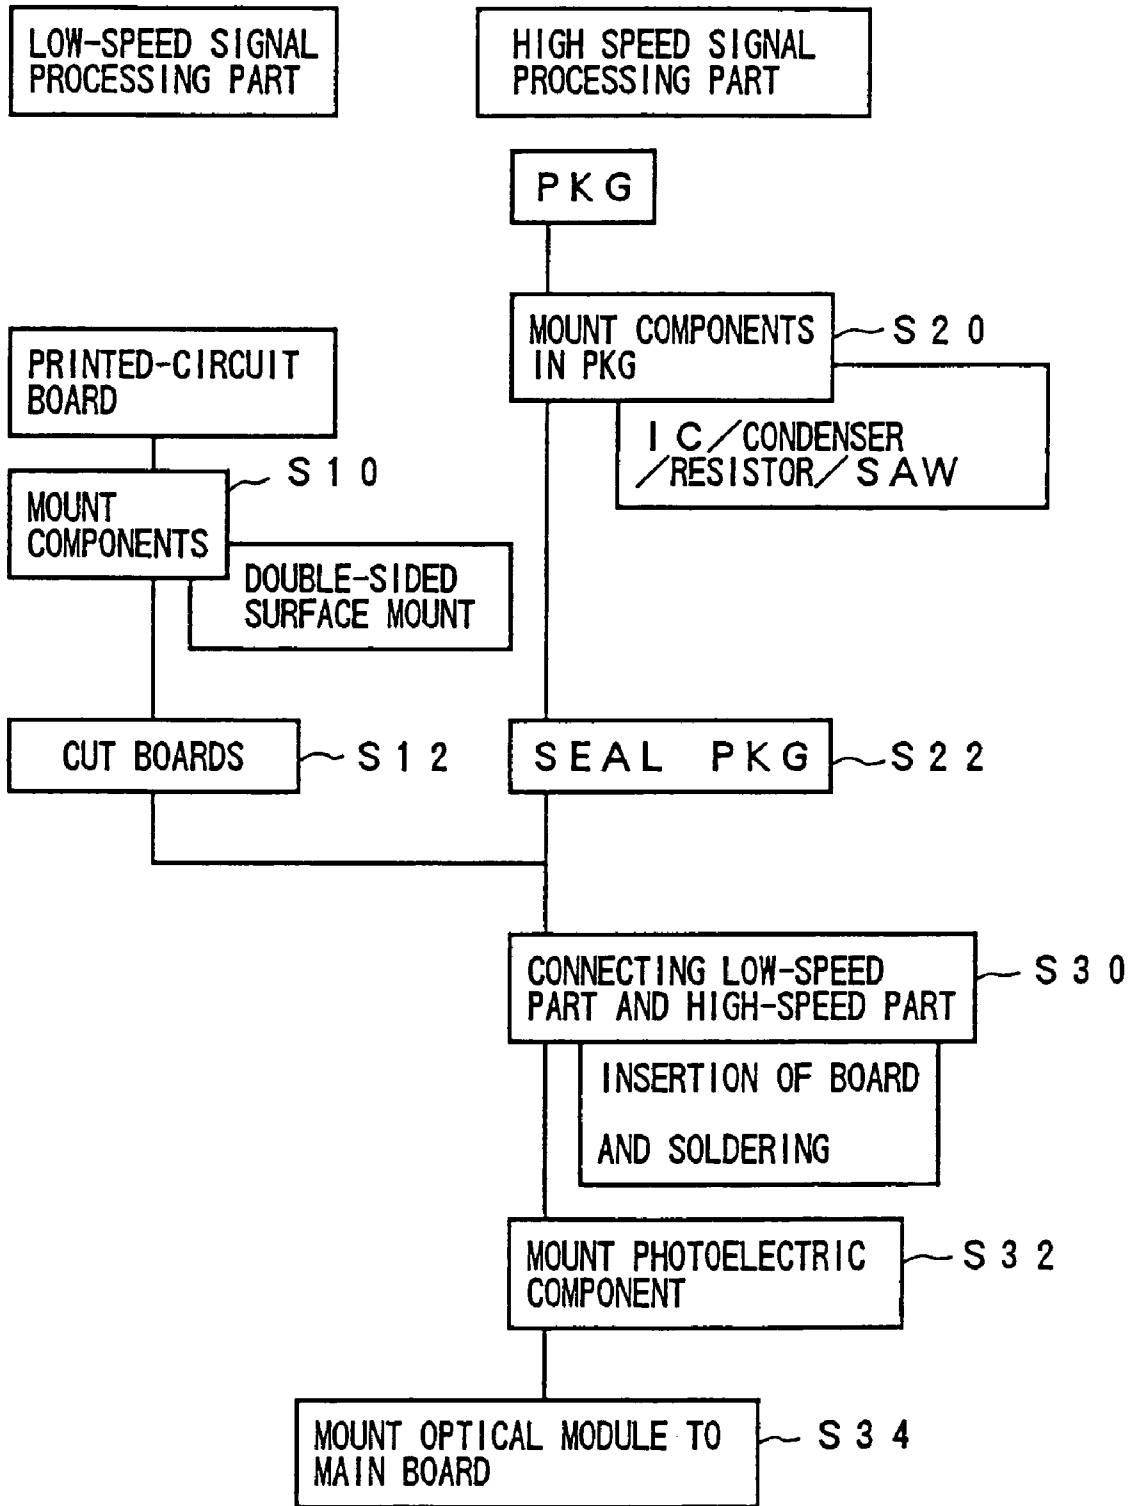 LOW-SPEED SIGNAL
PROCESSING PART
HIGH SPEED SIGNAL
PROCESSING PART
PKG
MOUNT COMPONENTS
IN PKG
S20
IC/CONDENSER
/RESISTOR/SAW
PRINTED-CIRCUIT
BOARD
S10
MOUNT
COMPONENTS
DOUBLE-SIDED
SURFACE MOUNT
CUT BOARDS
S12
SEAL PKG
S22
CONNECTING LOW-SPEED
PART AND HIGH-SPEED PART
S30
INSERTION OF BOARD
AND SOLDERING
MOUNT PHOTOELECTRIC
COMPONENT
S32
MOUNT OPTICAL MODULE TO
MAIN BOARD
S34